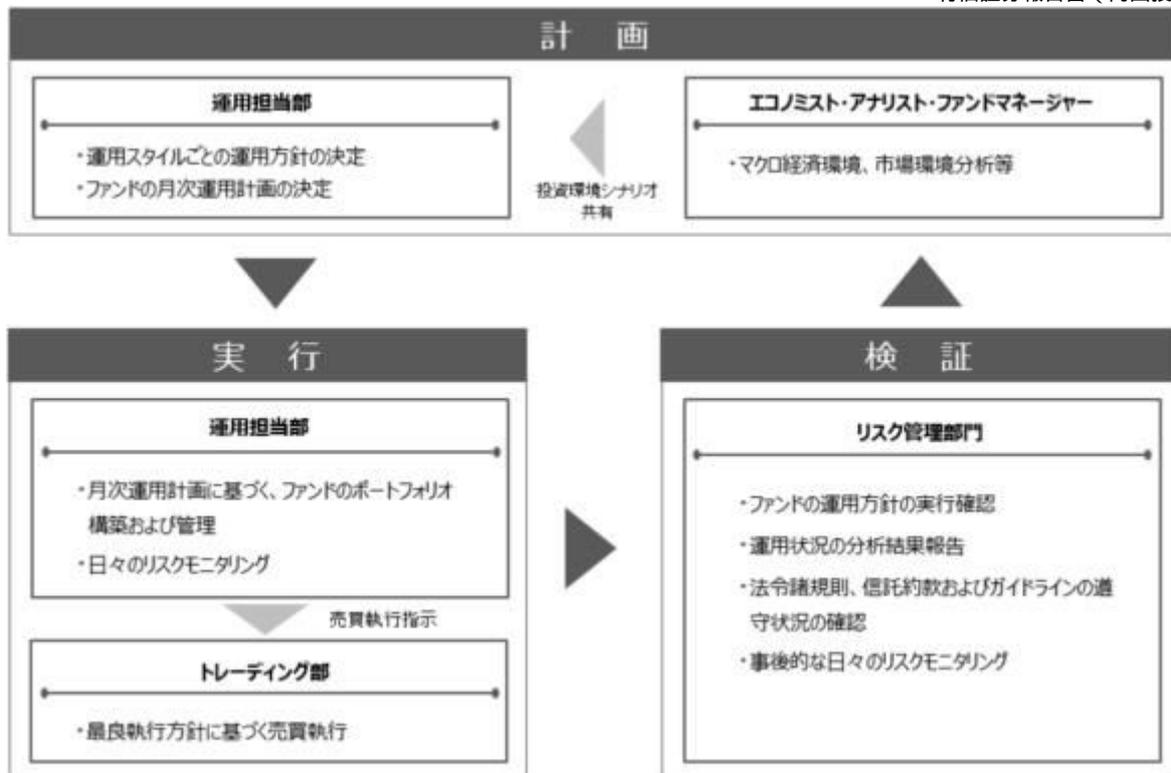 計 画
運用担当部
・運用スタイルごとの運用方針の決定
・ファンドの月次運用計画の決定
投資環境シナリオ
共有
エコノミスト・アナリスト・ファンドマネージャー
・マクロ経済環境、市場環境分析等
実 行
運用担当部
・月次運用計画に基づく、ファンドのポートフォリオ
構築および管理
・日々のリスクモニタリング
売買執行指示
トレーディング部
・最良執行方針に基づく売買執行
検 証
リスク管理部門
・ファンドの運用方針の実行確認
・運用状況の分析結果報告
・法令諸規則、信託約款およびガイドラインの遵
守状況の確認
・事後的な日々のリスクモニタリング